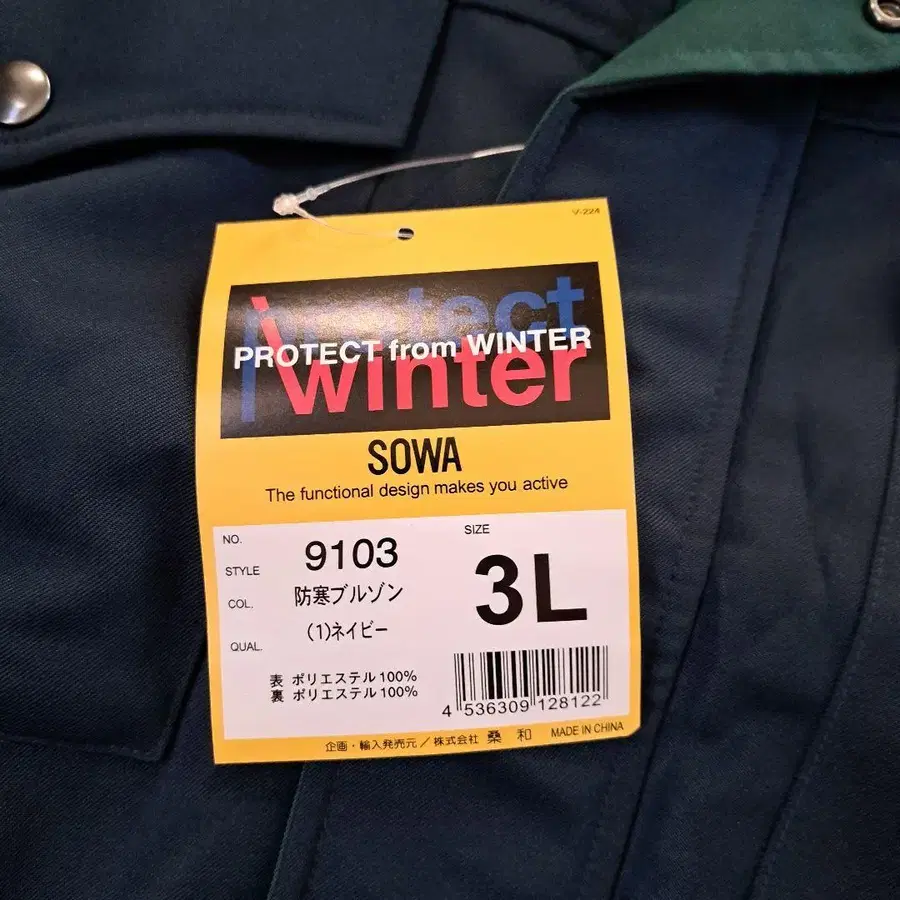 V-224
Protect
PROTECT from WINTER
winter
SOWA
The functional design makes you active
NO. 9103
STYLE 防寒ブルゾン
COL. (1)ネイビー
QUAL.
表 ポリエステル100%
裏 ポリエステル100%
SIZE
3L
4 536309 128122
企画・輸入発売元/株式会社 桑 和 MADE IN CHINA